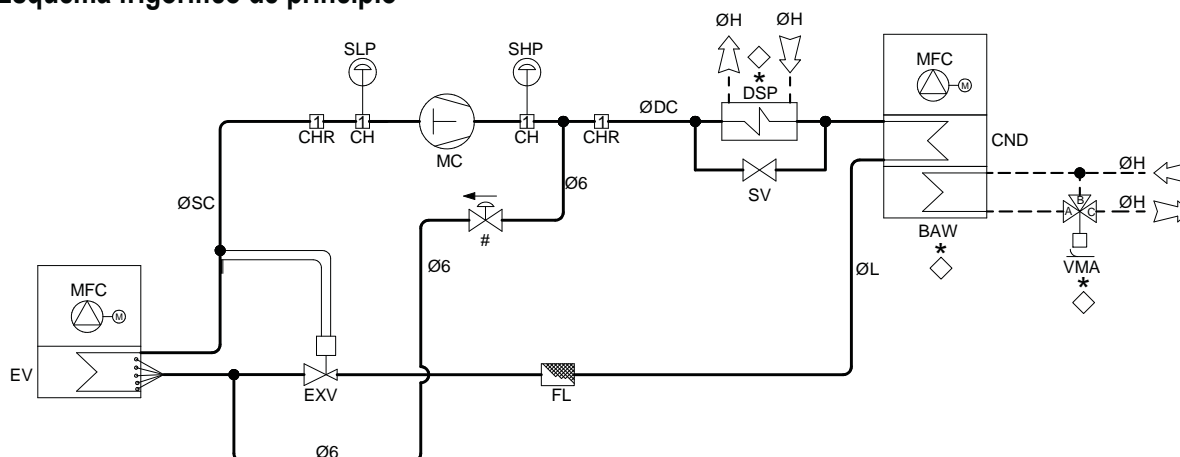 Esquema frigorífico de principio
ØH ØH
SLP SHP MFC
* M
DSP
ØDC
1 1 1 1
CHR CH MC CH CHR CND
ØH
Ø6 SV B
ØSC A C ØH
# BAW
* VMA
Ø6 ØL *
MFC
M
EV
EXV FL
Ø6